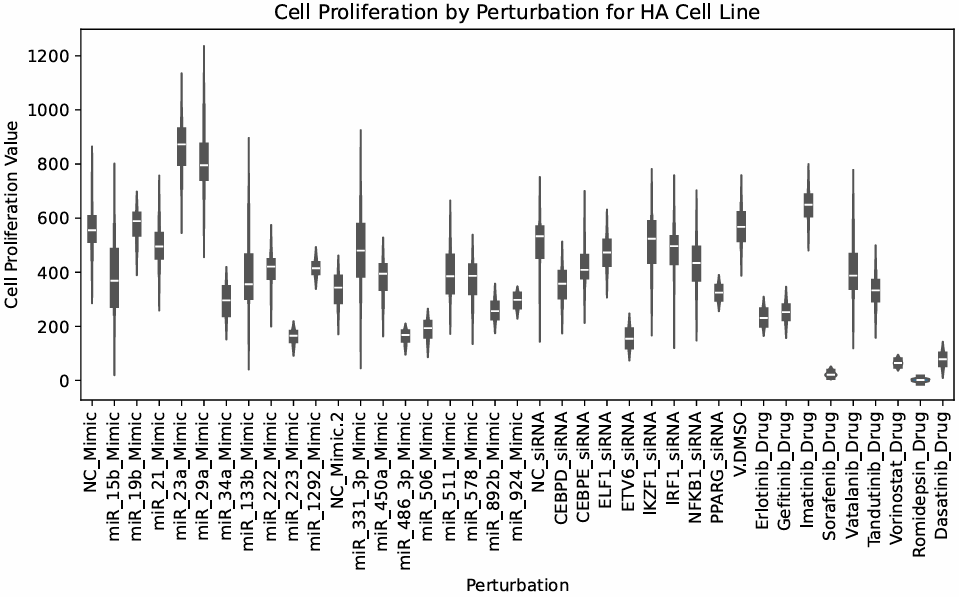 Cell Proliferation by Perturbation for HA Cell Line
Cell Proliferation Value
1200
1000
800
600
400
200
0
NC_Mimic
miR_15b_Mimic
miR_19b_Mimic
miR_21_Mimic
miR_23a_Mimic
miR_29a_Mimic
miR_34a_Mimic
miR_133b_Mimic
miR_222_Mimic
miR_223_Mimic
miR_1292_Mimic
NC_Mimic.2
miR_331_3p_Mimic
miR_450a_Mimic
miR_486_3p_Mimic
miR_506_Mimic
miR_511_Mimic
miR_578_Mimic
miR_892b_Mimic
miR_924_Mimic
NC_siRNA
CEBPD_siRNA
CEBPE_siRNA
ELF1_siRNA
ETV6_siRNA
IKZF1_siRNA
IRF1_siRNA
NFKB1_siRNA
PPARG_siRNA
V.DMSO
Erlotinib_Drug
Gefitinib_Drug
Imatinib_Drug
Sorafenib_Drug
Vatalanib_Drug
Tandutinib_Drug
Vorinostat_Drug
Romidepsin_Drug
Dasatinib_Drug
Perturbation